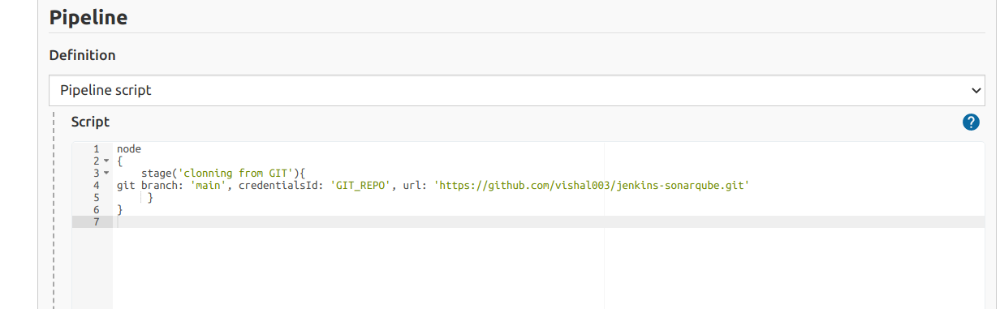 Pipeline
Definition
Pipeline script
Script
?
1 node
2 {
3 stage('clonning from GIT'){
4 git branch: 'main', credentialsId: 'GIT_REPO', url: 'https://github.com/vishal003/jenkins-sonarqube.git'
5 }
6 }
7